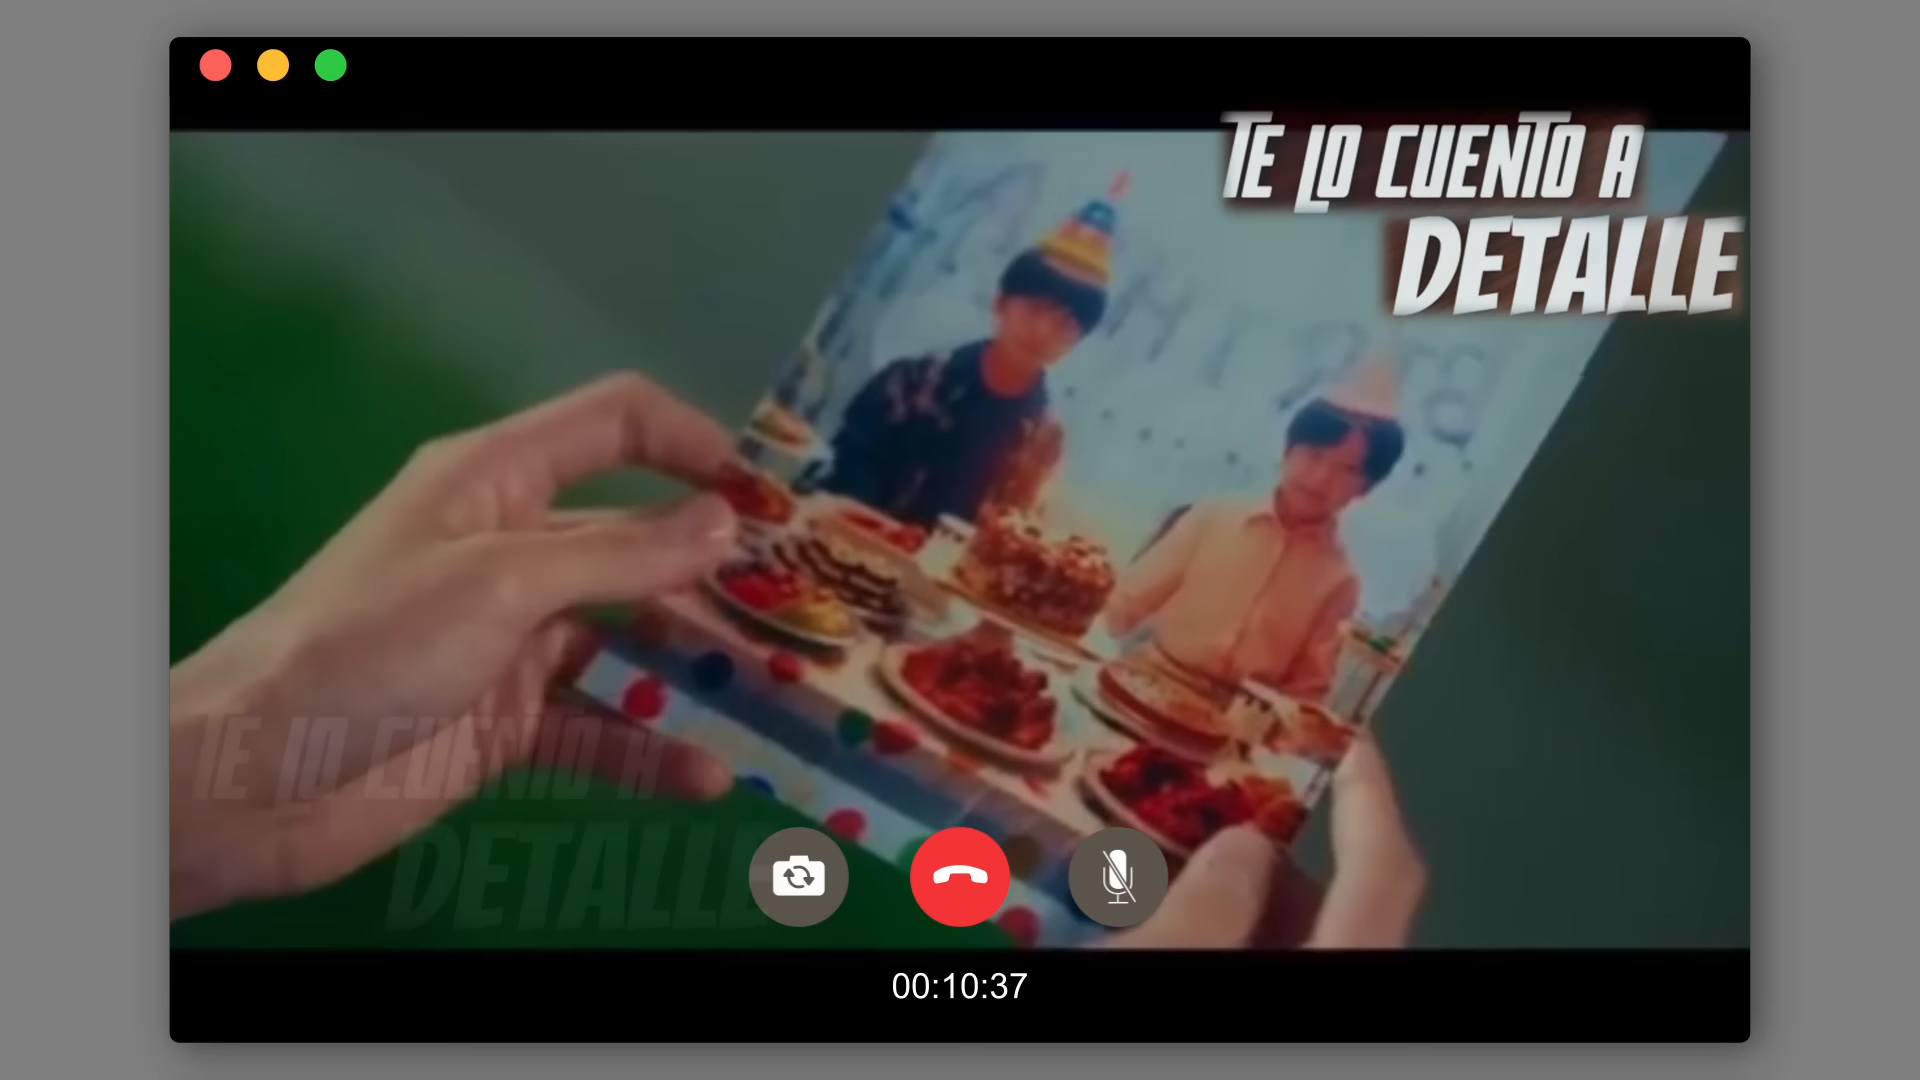 TE LO CUENTO A
DETALLE
TE LO CUENTO A
DETALLE
00:10:37